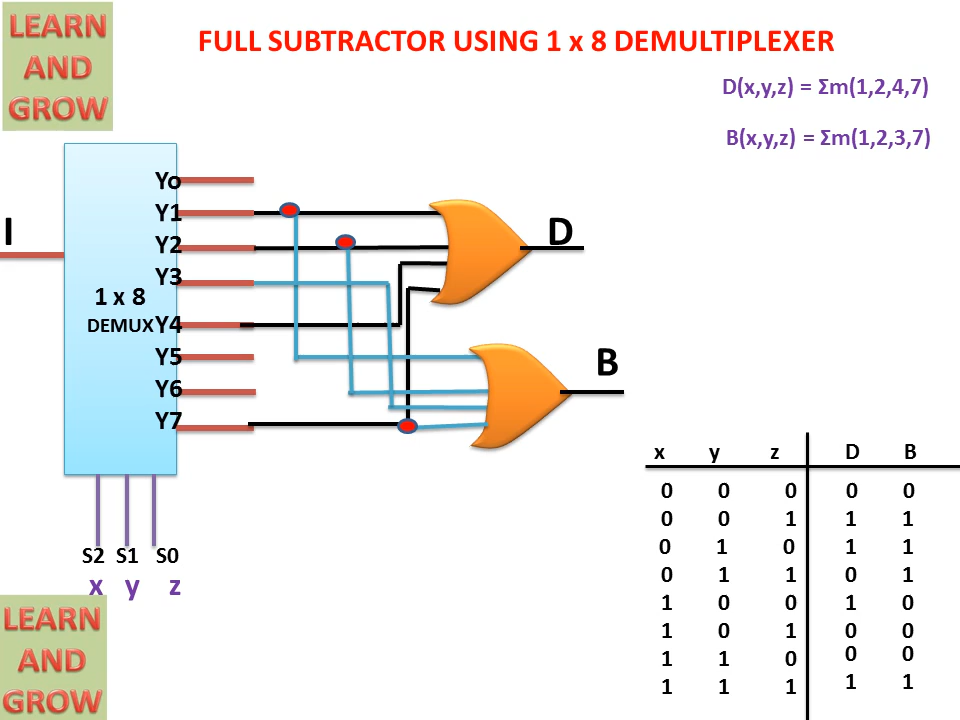 LEARN
AND
GROW
FULL SUBTRACTOR USING 1 x 8 DEMULTIPLEXER
D(x,y,z) = Σm(1,2,4,7)
B(x,y,z) = Σm(1,2,3,7)
I
Yo
Y1
Y2
Y3
1 x 8
DEMUX
Y4
Y5
Y6
Y7
D
B
S2 S1 S0
x y z
x y z D B
0 0 0 0 0
0 0 1 1 1
0 1 0 1 1
0 1 1 0 1
1 0 0 1 0
1 0 1 0 0
1 1 0 0 0
1 1 1 1 1
LEARN
AND
GROW